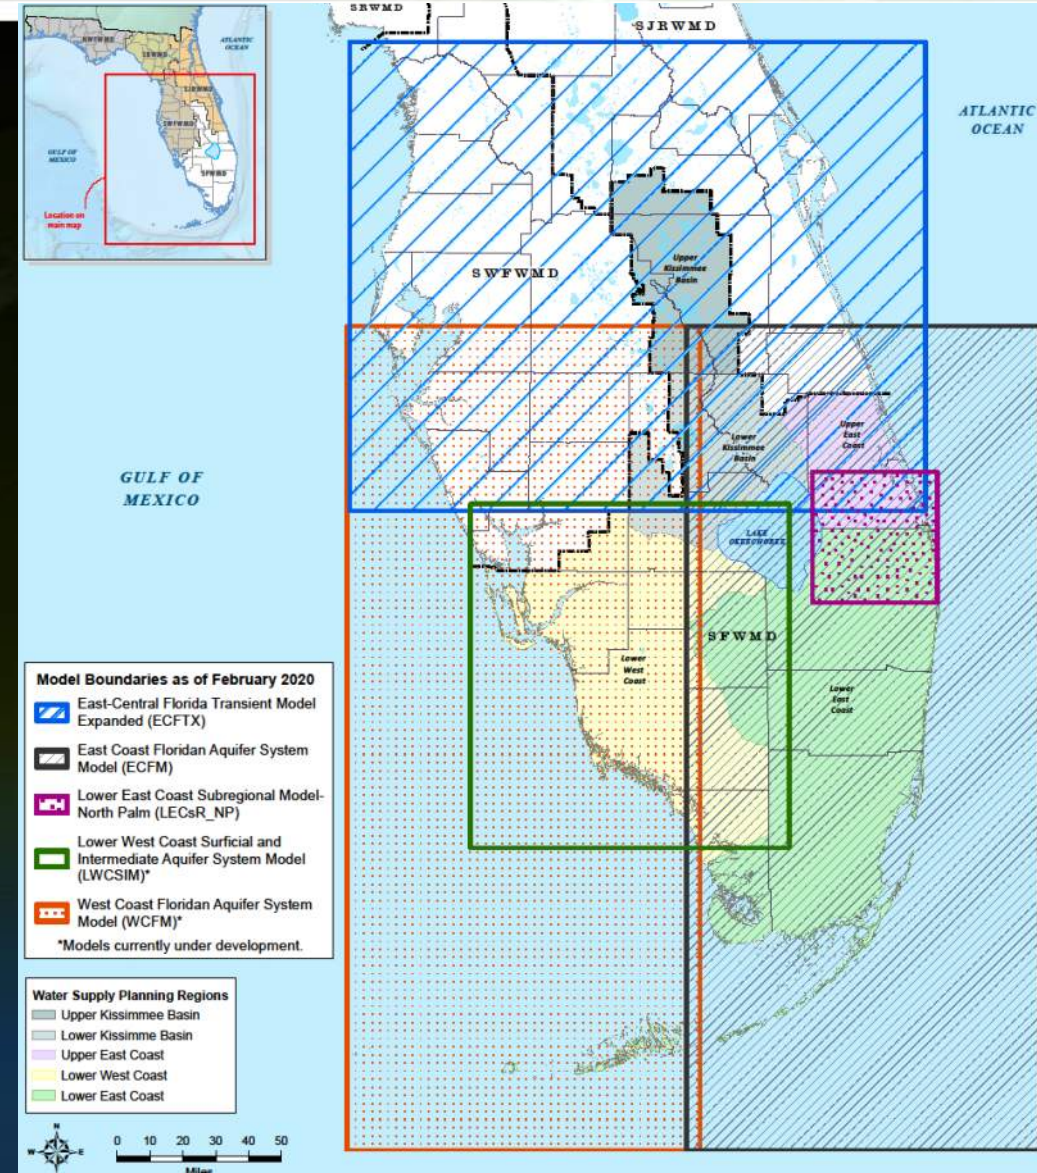 SRWMD
SJRWMD
NWFWMD
SRWMD
ATLANTIC
OCEAN
SJRWMD
SWFWMD
GULF OF
MEXICO
SFWMD
Location on
main map
ATLANTIC
OCEAN
Upper
Kissimmee
Basin
SWFWMD
Upper
East
Coast
Lower
Kissimmee
Basin
GULF OF
MEXICO
LAKE
OKEECHOBEE
SFWMD
Lower
West
Coast
Lower
East
Coast
Model Boundaries as of February 2020
East-Central Florida Transient Model
Expanded (ECFTX)
East Coast Floridan Aquifer System
Model (ECFM)
Lower East Coast Subregional Model-
North Palm (LECsR_NP)
Lower West Coast Surficial and
Intermediate Aquifer System Model
(LWCSIM)*
West Coast Floridan Aquifer System
Model (WCFM)*
*Models currently under development.
Water Supply Planning Regions
Upper Kissimmee Basin
Lower Kissimme Basin
Upper East Coast
Lower West Coast
Lower East Coast
N
W E
S
0 10 20 30 40 50
Miles